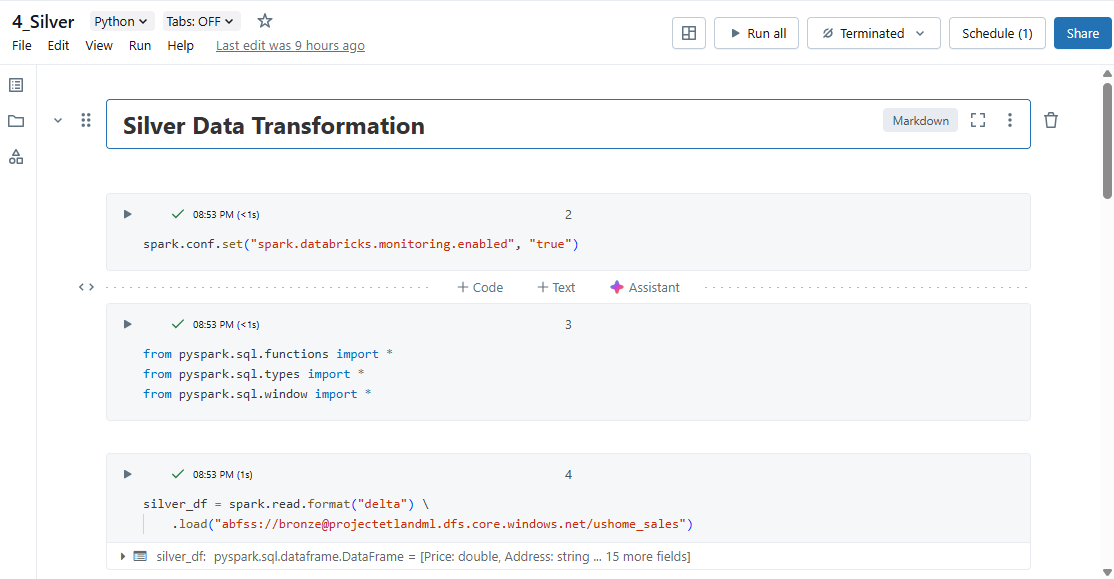 4_Silver Python Tabs: OFF
File Edit View Run Help Last edit was 9 hours ago
Run all Terminated Schedule (1) Share
Silver Data Transformation
Markdown
08:53 PM (<1s) 2
spark.conf.set("spark.databricks.monitoring.enabled", "true")
+ Code + Text Assistant
08:53 PM (<1s) 3
from pyspark.sql.functions import *
from pyspark.sql.types import *
from pyspark.sql.window import *
08:53 PM (1s) 4
silver_df = spark.read.format("delta") \
.load("abfss://bronze@projectetlandml.dfs.core.windows.net/ushome_sales")
silver_df: pyspark.sql.dataframe.DataFrame = [Price: double, Address: string ... 15 more fields]